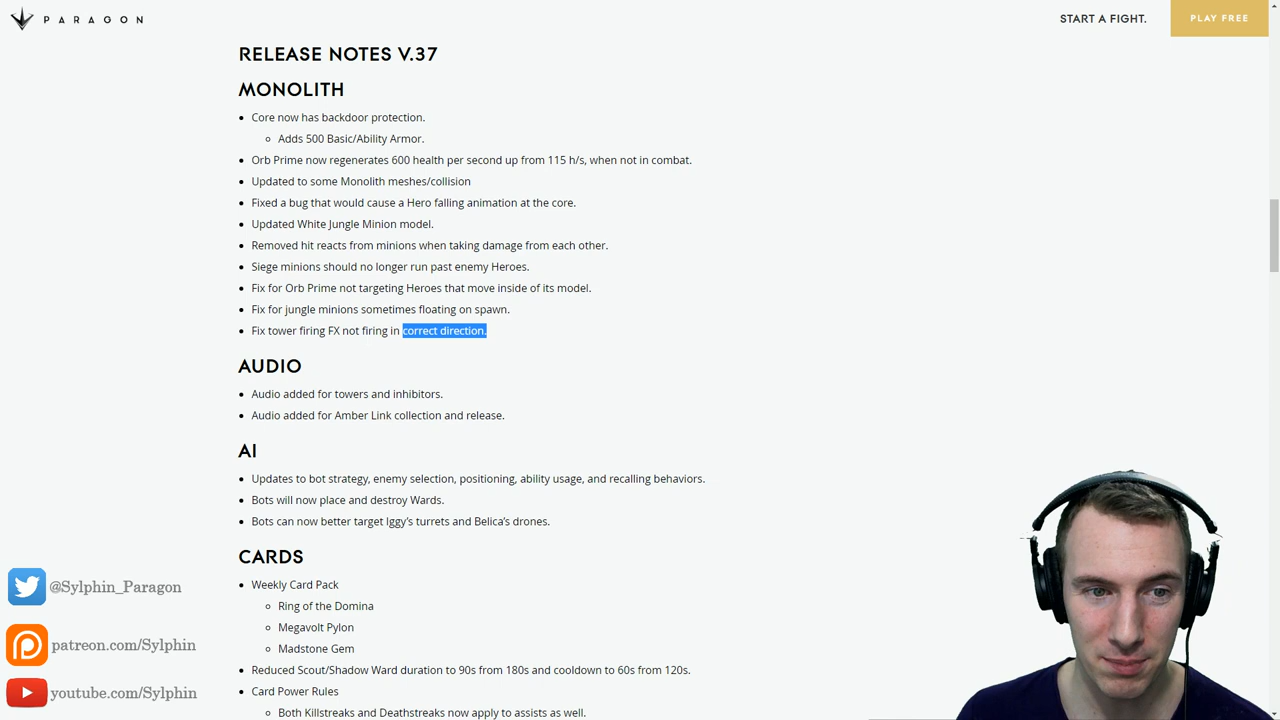 PARAGON
START A FIGHT.
PLAY FREE
RELEASE NOTES V.37
MONOLITH
Core now has backdoor protection.
Adds 500 Basic/Ability Armor.
Orb Prime now regenerates 600 health per second up from 115 h/s, when not in combat.
Updated to some Monolith meshes/collision
Fixed a bug that would cause a Hero falling animation at the core.
Updated White Jungle Minion model.
Removed hit reacts from minions when taking damage from each other.
Siege minions should no longer run past enemy Heroes.
Fix for Orb Prime not targeting Heroes that move inside of its model.
Fix for jungle minions sometimes floating on spawn.
Fix tower firing FX not firing in correct direction.
AUDIO
Audio added for towers and inhibitors.
Audio added for Amber Link collection and release.
AI
Updates to bot strategy, enemy selection, positioning, ability usage, and recalling behaviors.
Bots will now place and destroy Wards.
Bots can now better target Iggy's turrets and Belica's drones.
CARDS
Weekly Card Pack
Ring of the Domina
Megavolt Pylon
Madstone Gem
Reduced Scout/Shadow Ward duration to 90s from 180s and cooldown to 60s from 120s.
Card Power Rules
Both Killstreaks and Deathstreaks now apply to assists as well.
@Sylphin_Paragon
patreon.com/Sylphin
youtube.com/Sylphin